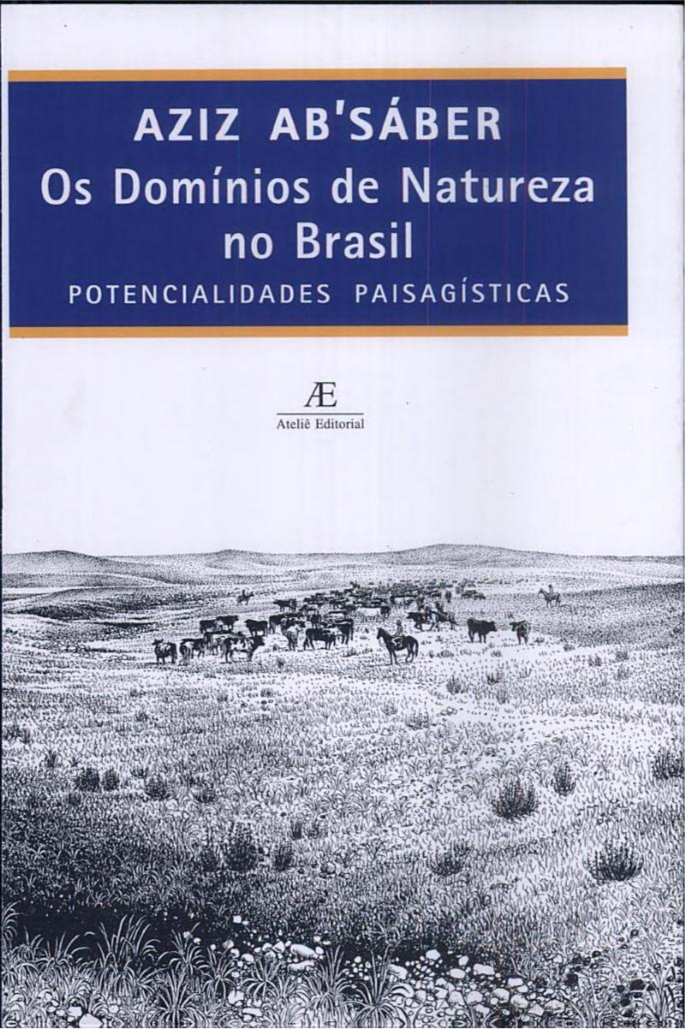 AZIZ AB'SÁBER
Os Domínios de Natureza
no Brasil
POTENCIALIDADES PAISAGÍSTICAS
Æ
Ateliê Editorial